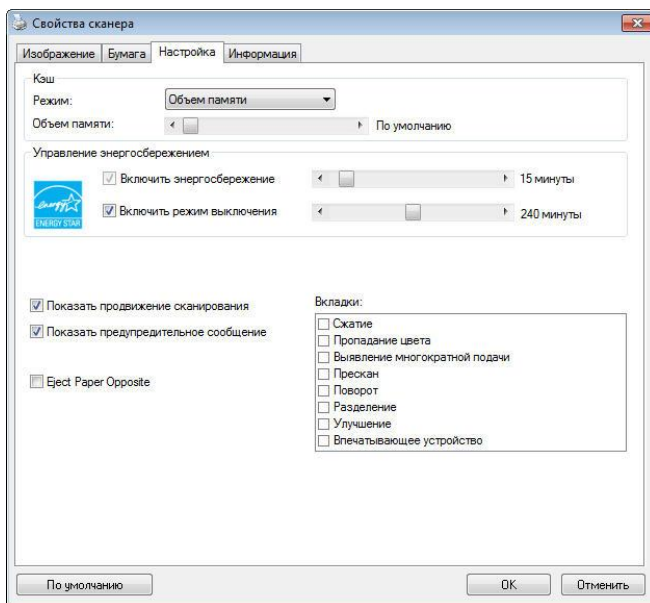 Свойства сканера
Изображение Бумага Настройка Информация
Кэш
Режим: Объем памяти
Объем памяти: По умолчанию
Управление энергосбережением
Включить энергосбережение 15 минуты
energy
ENERGY STAR
Включить режим выключения 240 минуты
Показать продвижение сканирования
Показать предупредительное сообщение
Eject Paper Opposite
Вкладки:
Сжатие
Пропадание цвета
Выявление многократной подачи
Прескан
Поворот
Разделение
Улучшение
Впечатывающее устройство
По умолчанию OK Отменить